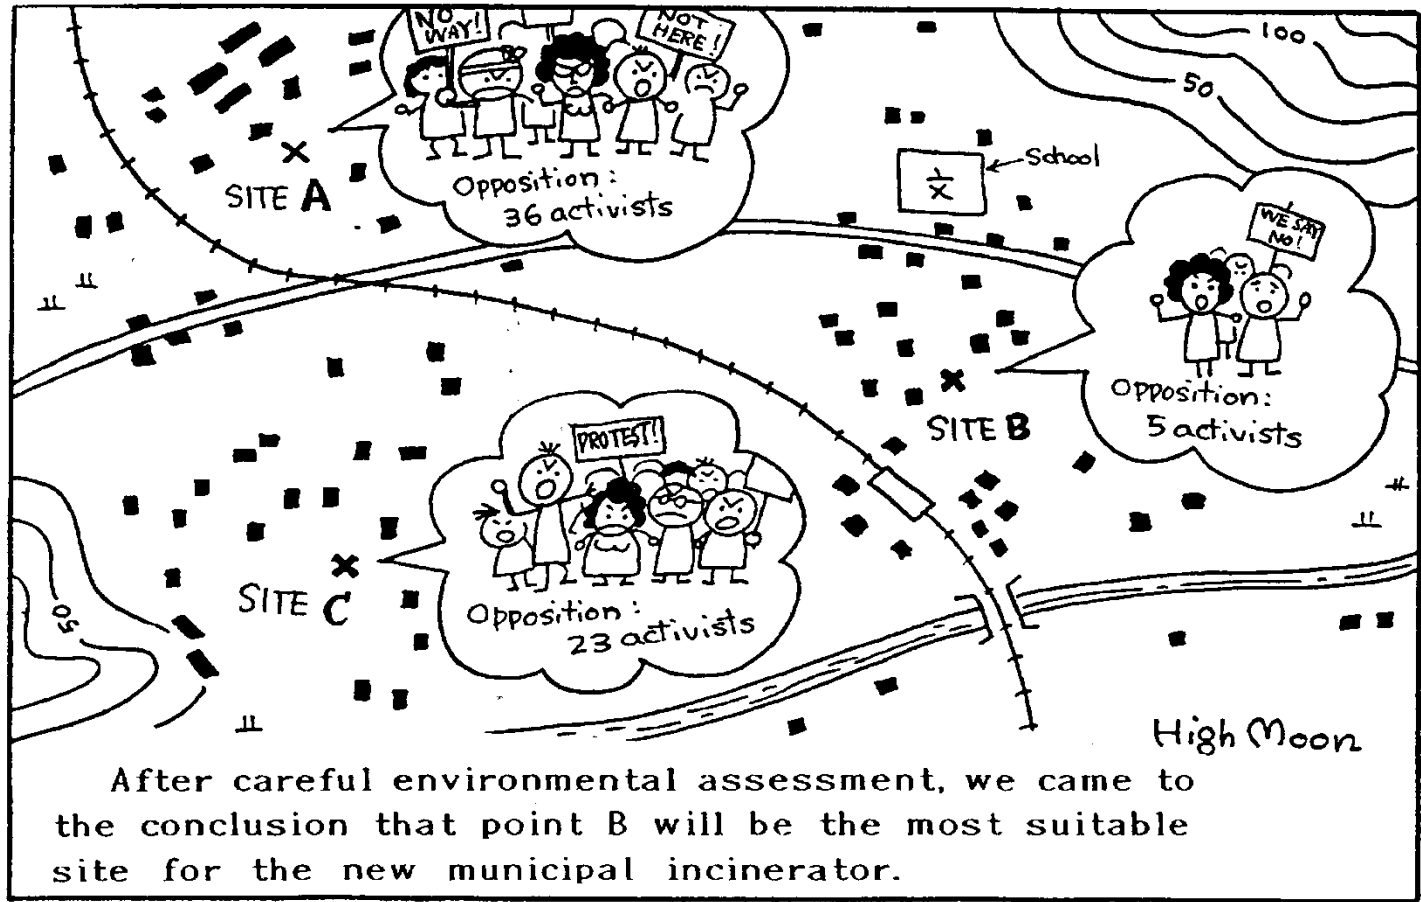 NO
WAY!
NOT
HERE!
Opposition:
36 activists
SITE A
100
50
文
School
WE SAY
NO!
Opposition:
5 activists
SITE B
PROTEST!
Opposition:
23 activists
SITE C
50
High Moon
After careful environmental assessment, we came to
the conclusion that point B will be the most suitable
site for the new municipal incinerator.